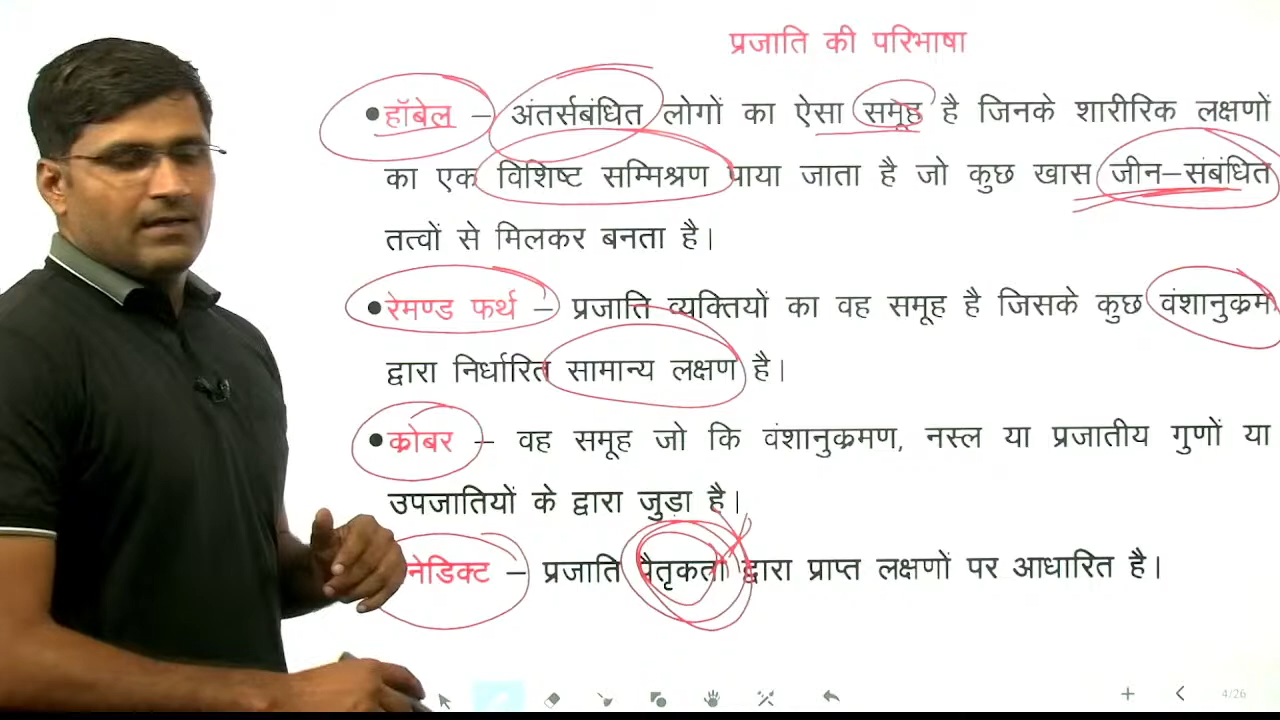 प्रजाति की परिभाषा
•हॉबेल – अंतर्सबंधित लोगों का ऐसा समूह है जिनके शारीरिक लक्षणों
का एक विशिष्ट सम्मिश्रण पाया जाता है जो कुछ खास जीन–संबंधित
तत्वों से मिलकर बनता है।
•रेमण्ड फर्थ – प्रजाति व्यक्तियों का वह समूह है जिसके कुछ वंशानुक्रम
द्वारा निर्धारित सामान्य लक्षण है।
•क्रोबर – वह समूह जो कि वंशानुक्रमण, नस्ल या प्रजातीय गुणों या
उपजातियों के द्वारा जुड़ा है।
नेडिक्ट – प्रजाति पैतृकता द्वारा प्राप्त लक्षणों पर आधारित है।
4/26